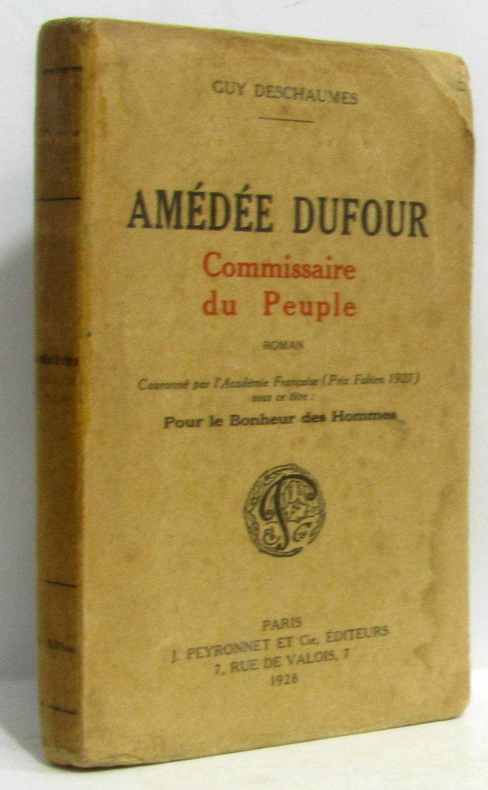 GUY DESCHAUMES
AMÉDÉE DUFOUR
Commissaire
du Peuple
ROMAN
Couronné par l'Académie Française (Prix Fabien 1927)
sous ce titre :
Pour le Bonheur des Hommes
PARIS
J. PEYRONNET ET Cie, ÉDITEURS
7, RUE DE VALOIS, 7
1928